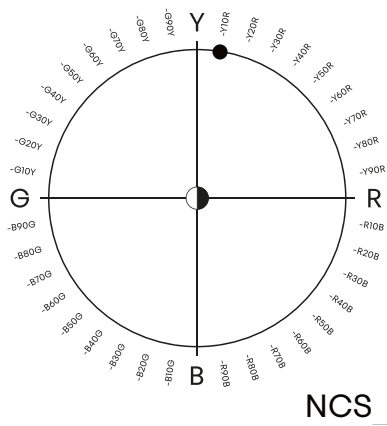 Y
-Y10R
-Y20R
-Y30R
-Y40R
-Y50R
-Y60R
-Y70R
-Y80R
-Y90R
R
-R10B
-R20B
-R30B
-R40B
-R50B
-R60B
-R70B
-R80B
-R90B
B
-B10G
-B20G
-B30G
-B40G
-B50G
-B60G
-B70G
-B80G
-B90G
G
-G10Y
-G20Y
-G30Y
-G40Y
-G50Y
-G60Y
-G70Y
-G80Y
-G90Y
NCS